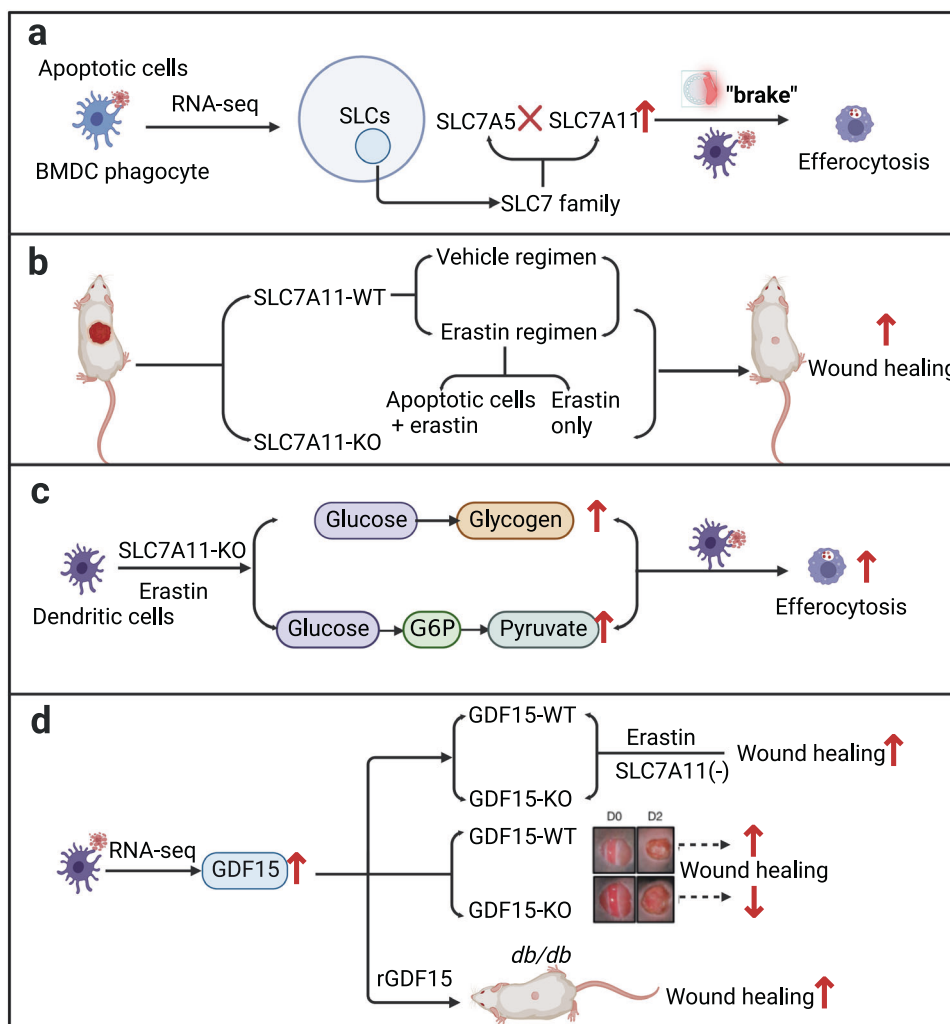 a
Apoptotic cells
RNA-seq
BMDC phagocyte
SLCs
SLC7A5
SLC7A11
SLC7 family
"brake"
Efferocytosis
b
SLC7A11-WT
SLC7A11-KO
Vehicle regimen
Erastin regimen
Apoptotic cells
+ erastin
Erastin
only
Wound healing
c
SLC7A11-KO
Erastin
Dendritic cells
Glucose
Glycogen
Glucose
G6P
Pyruvate
Efferocytosis
d
RNA-seq
GDF15
GDF15-WT
GDF15-KO
Erastin
SLC7A11(-)
Wound healing
GDF15-WT
GDF15-KO
D0
D2
Wound healing
rGDF15
db/db
Wound healing